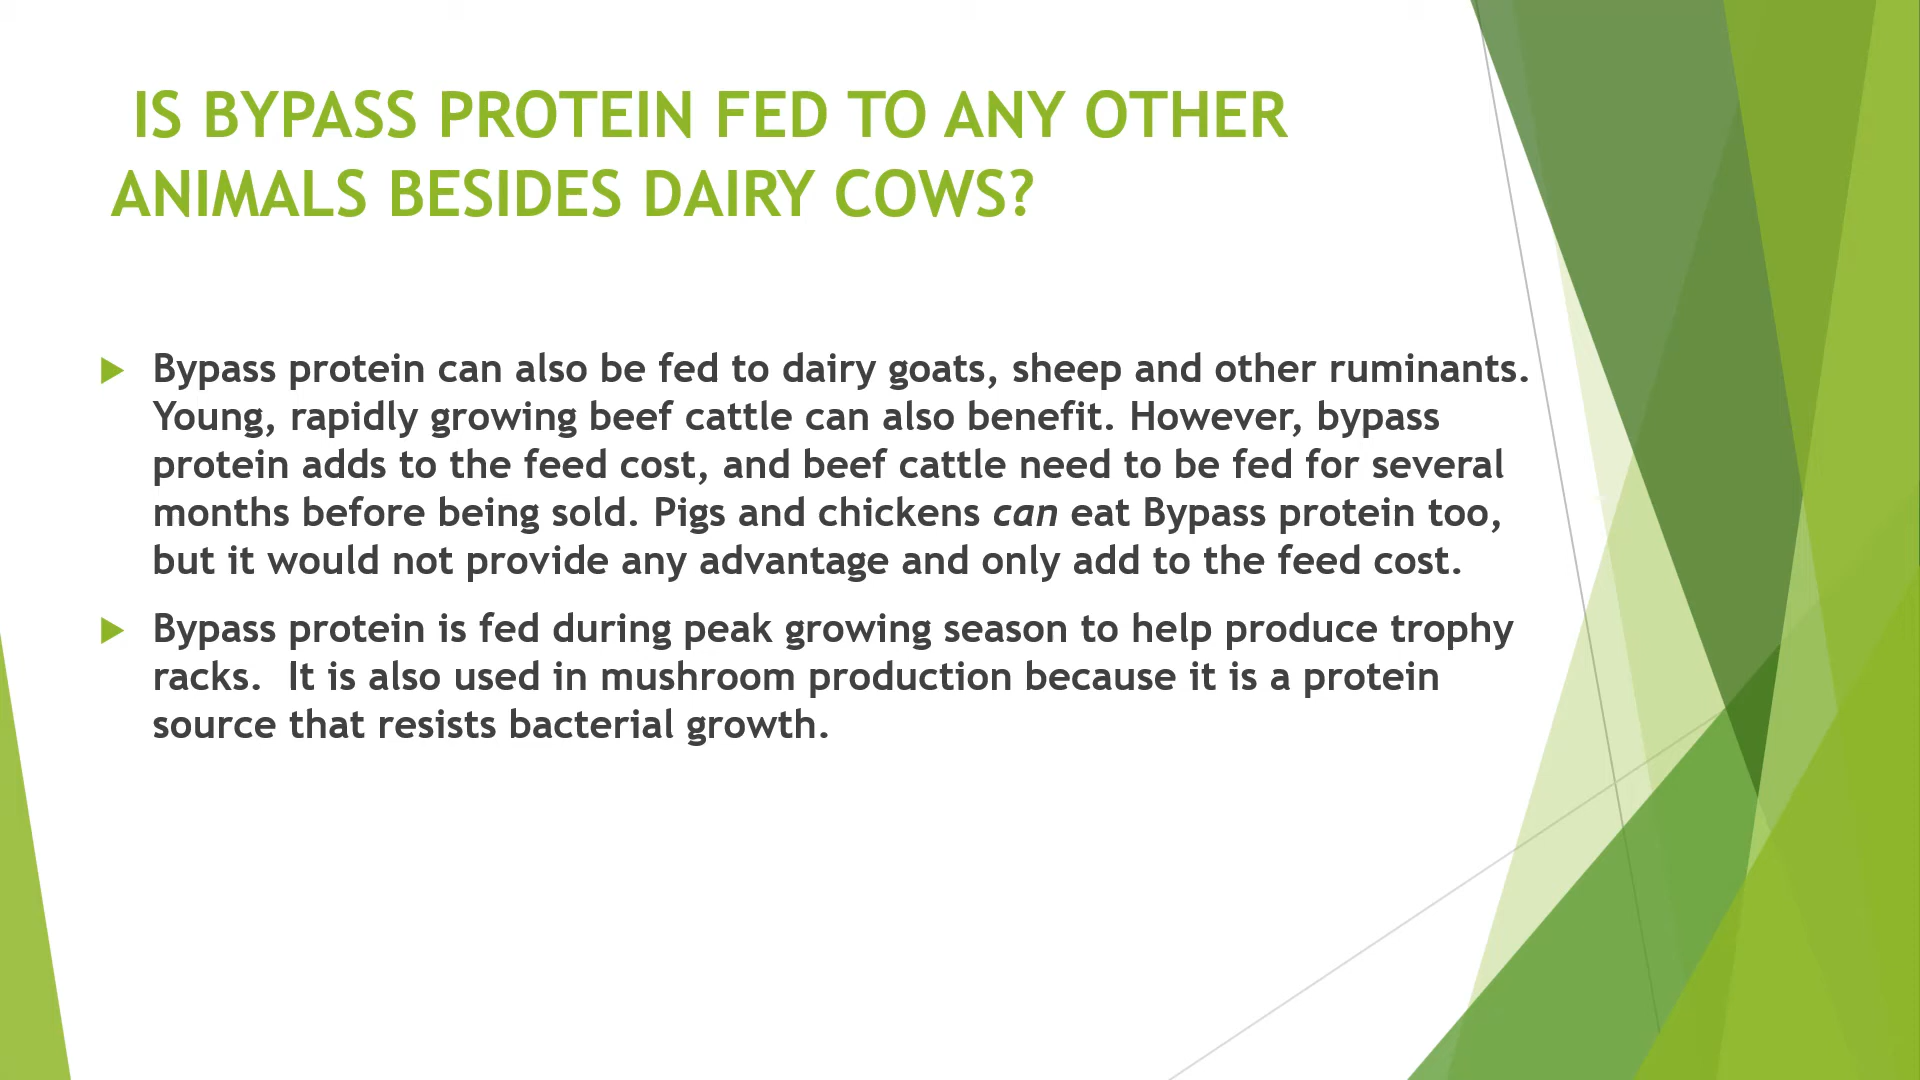 IS BYPASS PROTEIN FED TO ANY OTHER
ANIMALS BESIDES DAIRY COWS?
Bypass protein can also be fed to dairy goats, sheep and other ruminants.
Young, rapidly growing beef cattle can also benefit. However, bypass
protein adds to the feed cost, and beef cattle need to be fed for several
months before being sold. Pigs and chickens can eat Bypass protein too,
but it would not provide any advantage and only add to the feed cost.
Bypass protein is fed during peak growing season to help produce trophy
racks.  It is also used in mushroom production because it is a protein
source that resists bacterial growth.